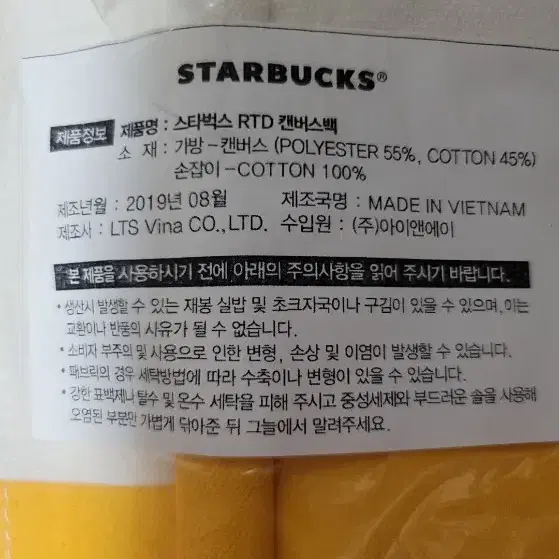 STARBUCKS®
제품정보 제품명 : 스타벅스 RTD 캔버스백
소 재 : 가방 -캔버스 (POLYESTER 55%, COTTON 45%)
손잡이 -COTTON 100%
제조년월 : 2019년 08월 제조국명 : MADE IN VIETNAM
제조사 : LTS Vina CO.,LTD. 수입원 : (주)아이앤에이
본 제품을 사용하시기 전에 아래의 주의사항을 읽어 주시기 바랍니다.
* 생산시 발생할 수 있는 재봉 실밥 및 초크자국이나 구김이 있을 수 있으며, 이는
교환이나 반품의 사유가 될 수 없습니다.
* 소비자 부주의 및 사용으로 인한 변형, 손상 및 이염이 발생할 수 있습니다.
* 패브릭의 경우 세탁방법에 따라 수축이나 변형이 있을 수 있습니다.
* 강한 표백제나 탈수 및 온수 세탁을 피해 주시고 중성세제와 부드러운 솔을 사용해
오염된 부분만 가볍게 닦아준 뒤 그늘에서 말려주세요.